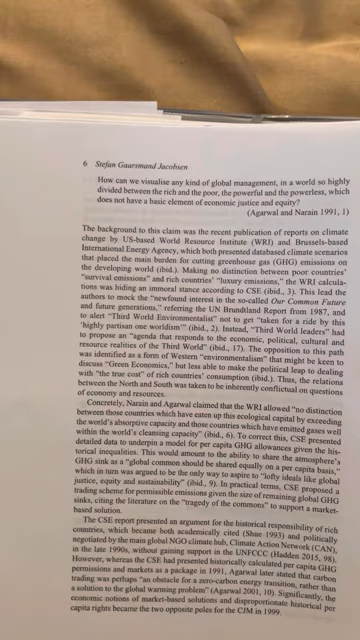 6 Stefan Gaarsmand Jacobsen
How can we visualise any kind of global management, in a world so highly
divided between the rich and the poor, the powerful and the powerless, which
does not have a basic element of economic justice and equity?
(Agarwal and Narain 1991, 1)
The background to this claim was the recent publication of reports on climate
change by US-based World Resource Institute (WRI) and Brussels-based
International Energy Agency, which both presented databased climate scenarios
that placed the main burden for cutting greenhouse gas (GHG) emissions on
the developing world (ibid.). Making no distinction between poor countries'
"survival emissions" and rich countries' "luxury emissions," the WRI calcula-
tions was hiding an immoral stance according to CSE (ibid., 3). This lead the
authors to mock the "newfound interest in the so-called Our Common Future
and future generations," referring the UN Brundtland Report from 1987, and
to alert "Third World Environmentalist" not to get "taken for a ride by this
'highly partisan one worldism'" (ibid., 2). Instead, "Third World leaders" had
to propose an "agenda that responds to the economic, political, cultural and
resource realities of the Third World" (ibid., 17). The opposition to this path
was identified as a form of Western "environmentalism" that might be keen to
discuss "Green Economics," but less able to make the political leap to dealing
with "the true cost" of rich countries' consumption (ibid.). Thus, the relations
between the North and South was taken to be inherently conflictual on questions
of economy and resources.
Concretely, Narain and Agarwal claimed that the WRI allowed "no distinction
between those countries which have eaten up this ecological capital by exceeding
the world's absorptive capacity and those countries which have emitted gases well
within the world's cleansing capacity" (ibid., 6). To correct this, CSE presented
detailed data to underpin a model for per capita GHG allowances given the his-
torical inequalities. This would amount to the ability to share the atmosphere's
GHG sink as a "global common should be shared equally on a per capita basis,"
which in turn was argued to be the only way to aspire to "lofty ideals like global
justice, equity and sustainability" (ibid., 9). In practical terms, CSE proposed a
trading scheme for permissible emissions given the size of remaining global GHG
sinks, citing the literature on the "tragedy of commons" to support a market-
based solution.
The CSE report presented an argument for the historical responsibility of rich
countries, which became both academically cited (Shue 1993) and politically
negotiated by the main global NGO climate hub, Climate Action Network (CAN),
in the late 1990s, without gaining support in the UNFCCC (Hadden 2015, 98).
However, whereas the CSE had presented historically calculated per capita GHG
permissions and markets as a package in 1991, Agarwal later stated that carbon
trading was perhaps "an obstacle for a zero-carbon energy transition, rather than
a solution to the global warming problem" (Agarwal 2001, 10). Significantly, the
economic notions of market-based solutions and disproportionate historical per
capita rights became the two opposite poles for the CJM in 1999.